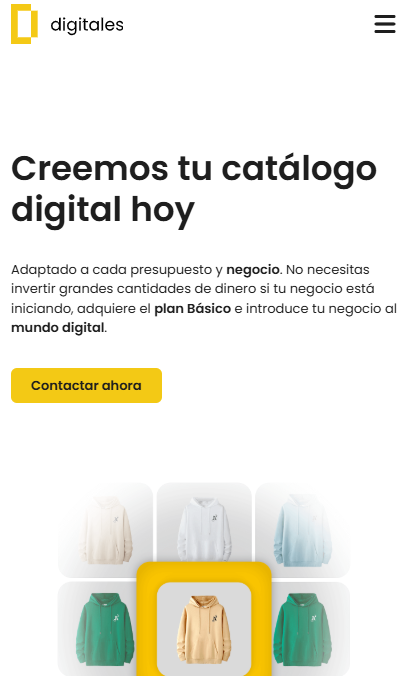 digitales
Creemos tu catálogo
digital hoy
Adaptado a cada presupuesto y negocio. No necesitas
invertir grandes cantidades de dinero si tu negocio está
iniciando, adquiere el plan Básico e introduce tu negocio al
mundo digital.
Contactar ahora